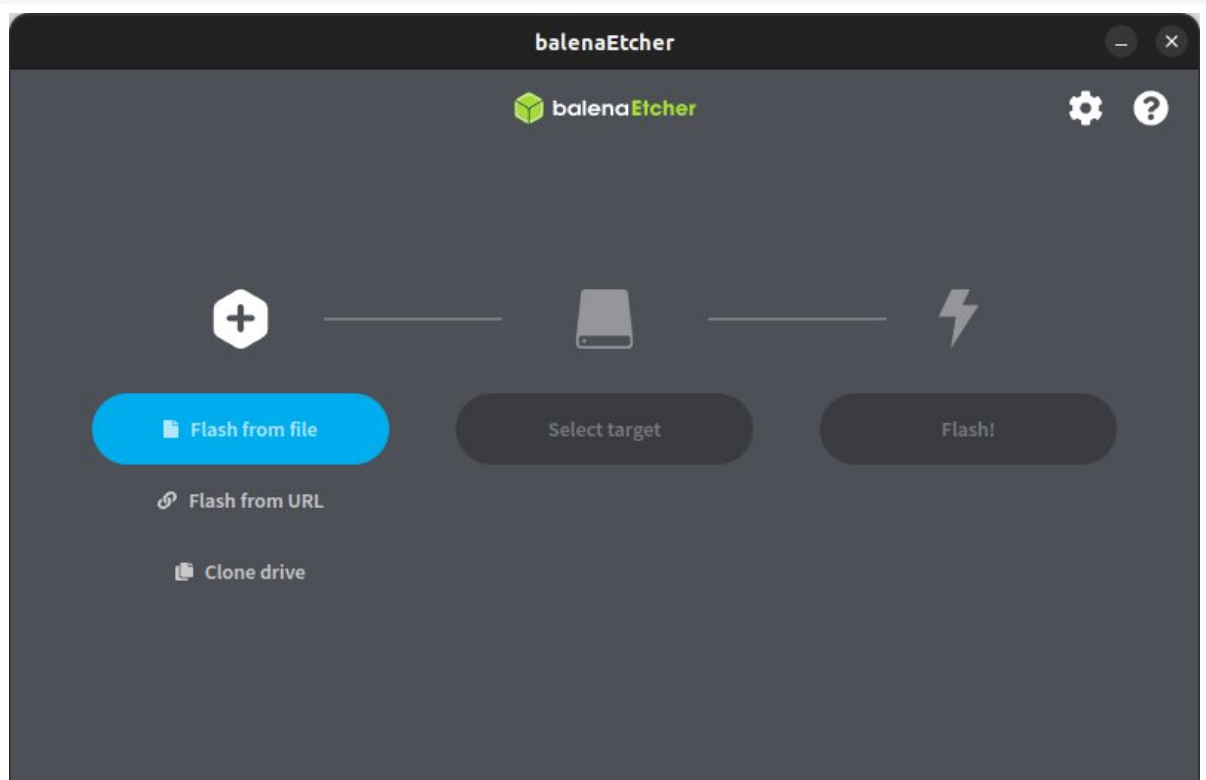 balenaEtcher
balenaEtcher
Flash from file
Select target
Flash!
Flash from URL
Clone drive